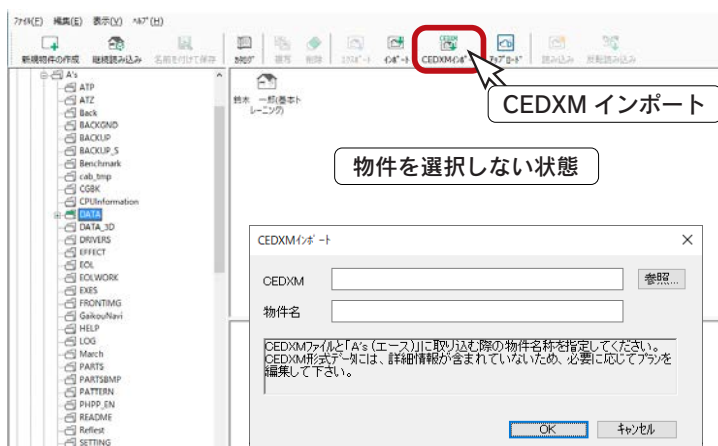 ファイル(F) 編集(E) 表示(V) ヘルプ(H)
新規物件の作成 継続読み込み 名前を付けて保存 カタログ 複写 削除 エクスポート インポート CEDXMインポート アップロード 読み込み 反転読み込み
CEDXM インポート
物件を選択しない状態
A's
ATP
ATZ
Back
BACKGND
BACKUP
BACKUP_S
Benchmark
cab_tmp
CGBK
CPUInformation
DATA
DATA_3D
DRIVERS
EFFECT
EOL
EOLWORK
EXES
FRONTIMG
GaikouNavi
HELP
LOG
March
PARTS
PARTSBMP
PATTERN
PHPP_EN
README
Reflest
SETTING
鈴木 一郎(基本ト
レーニング)
CEDXMインポート
CEDXM 参照...
物件名
CEDXMファイルと「A's (エース)」に取り込む際の物件名称を指定してください。
CEDXM形式データには、詳細情報が含まれていないため、必要に応じてプランを
編集して下さい。
OK キャンセル